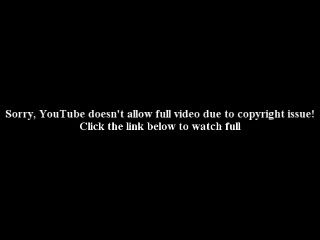 Sorry, YouTube doesn't allow full video due to copyright issue!
Click the link below to watch full